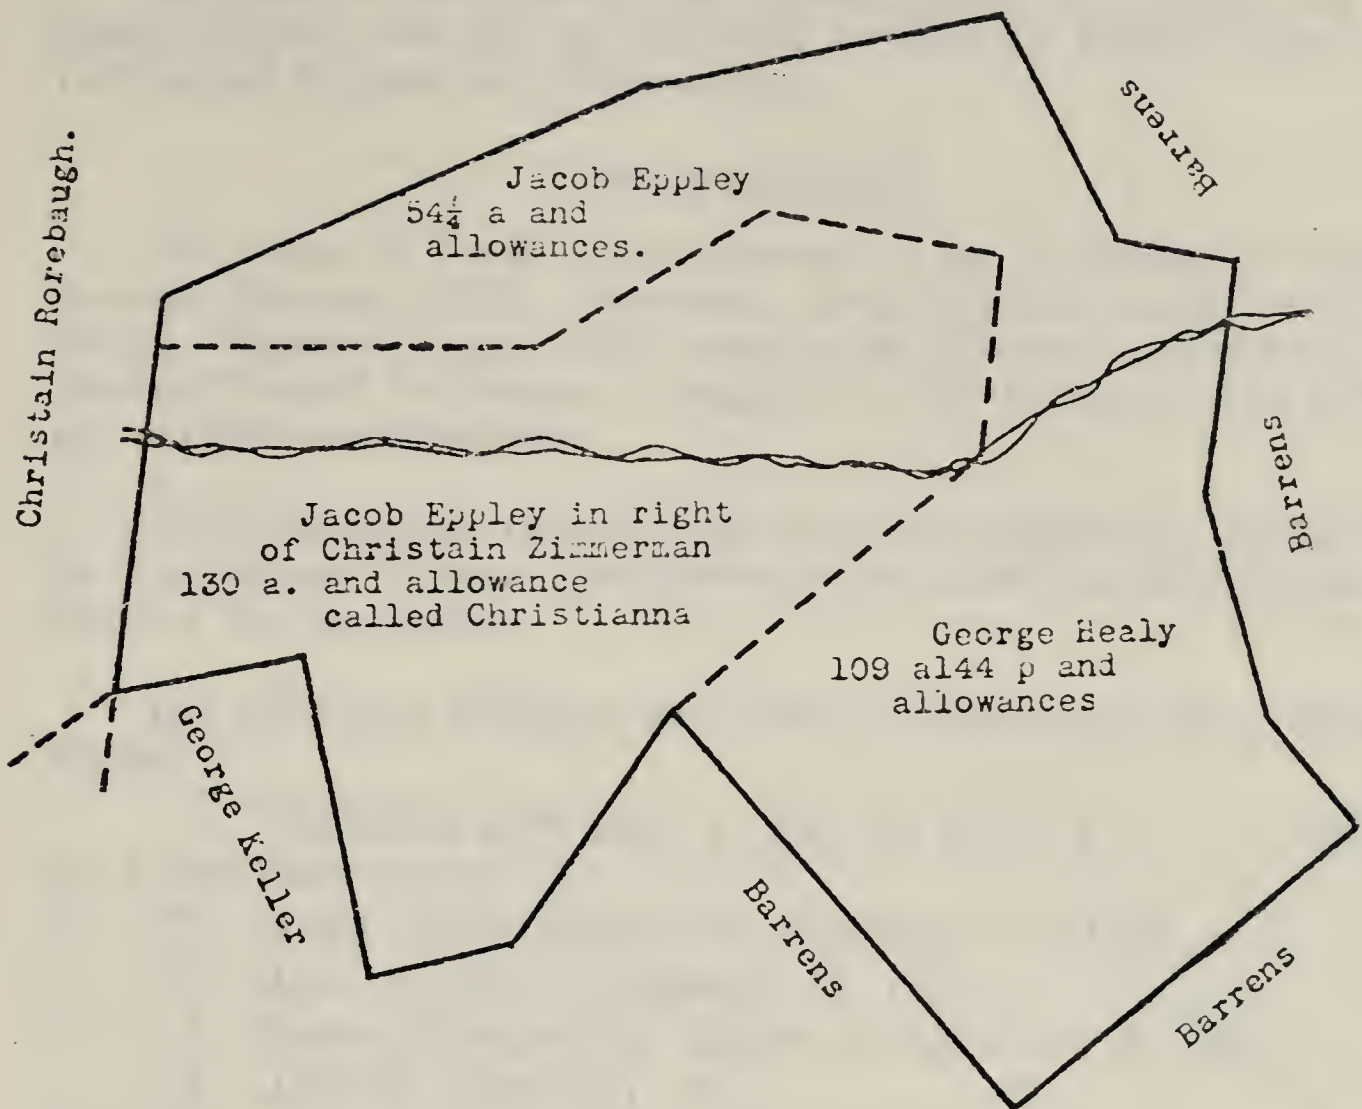 Barrens
Christain Rorebaugh.
Jacob Eppley
54¼ a and
allowances.
Barrens
Jacob Eppley in right
of Christain Zimmerman
130 a. and allowance
called Christianna
George Healy
109 a144 p and
allowances
George Keller
Barrens
Barrens